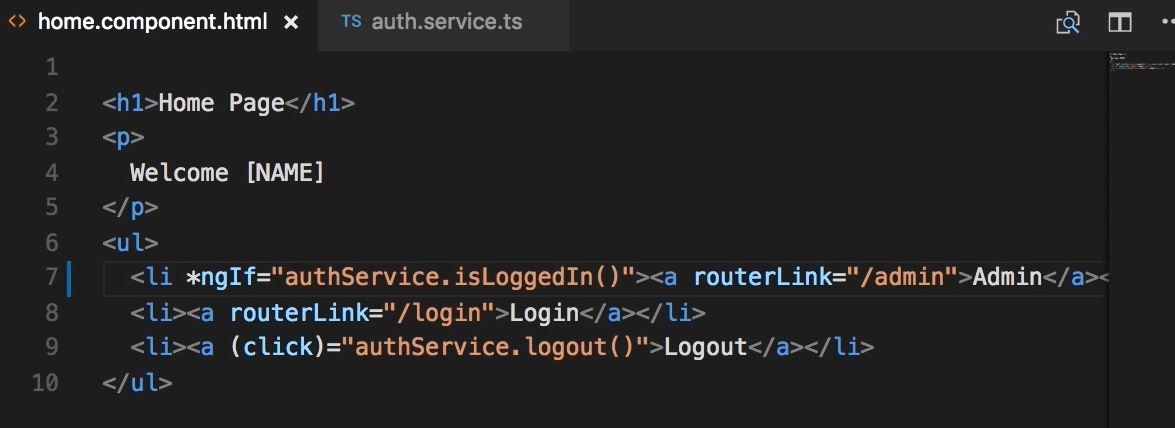 <> home.component.html × TS auth.service.ts
1
2 <h1>Home Page</h1>
3 <p>
4   Welcome [NAME]
5 </p>
6 <ul>
7   <li *ngIf="authService.isLoggedIn()"><a routerLink="/admin">Admin</a><
8   <li><a routerLink="/login">Login</a></li>
9   <li><a (click)="authService.logout()">Logout</a></li>
10 </ul>